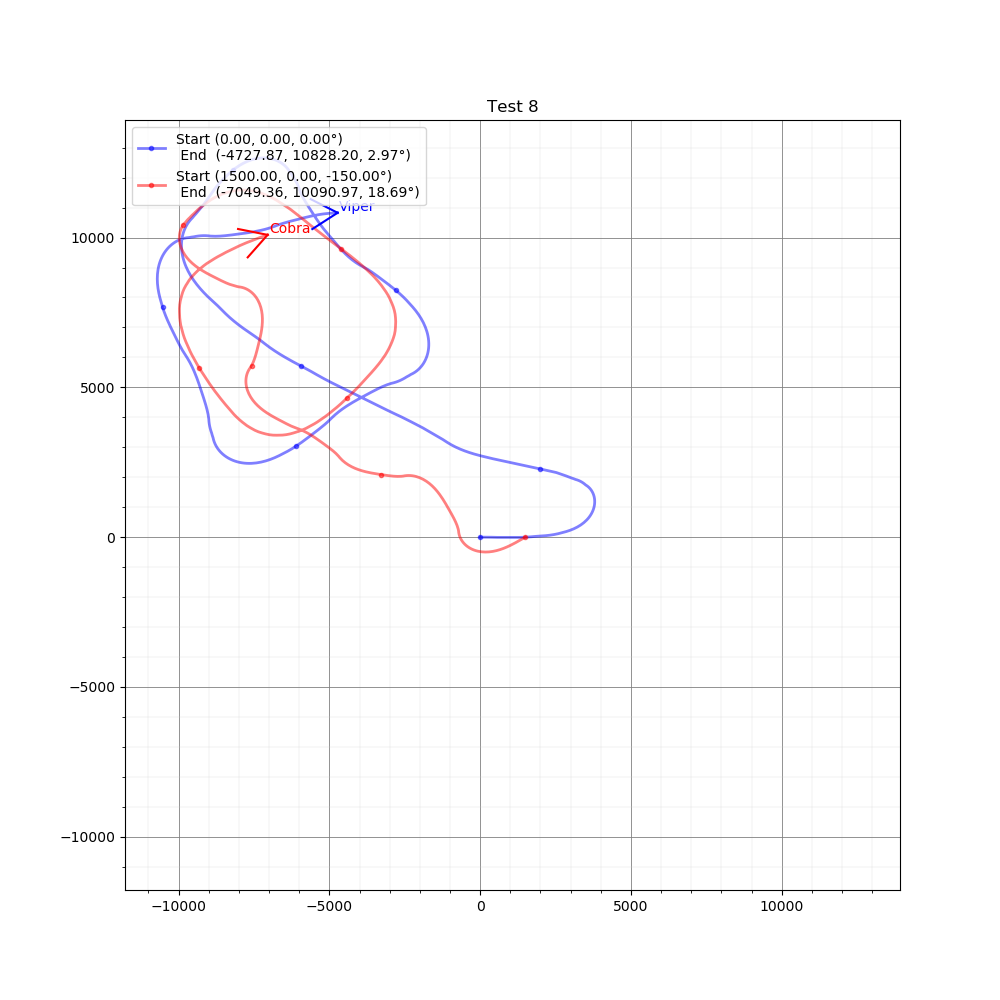 Test 8
Start (0.00, 0.00, 0.00°)
End  (-4727.87, 10828.20, 2.97°)
Start (1500.00, 0.00, -150.00°)
End  (-7049.36, 10090.97, 18.69°)
Viper
Cobra
10000
5000
0
−5000
−10000
−10000
−5000
0
5000
10000